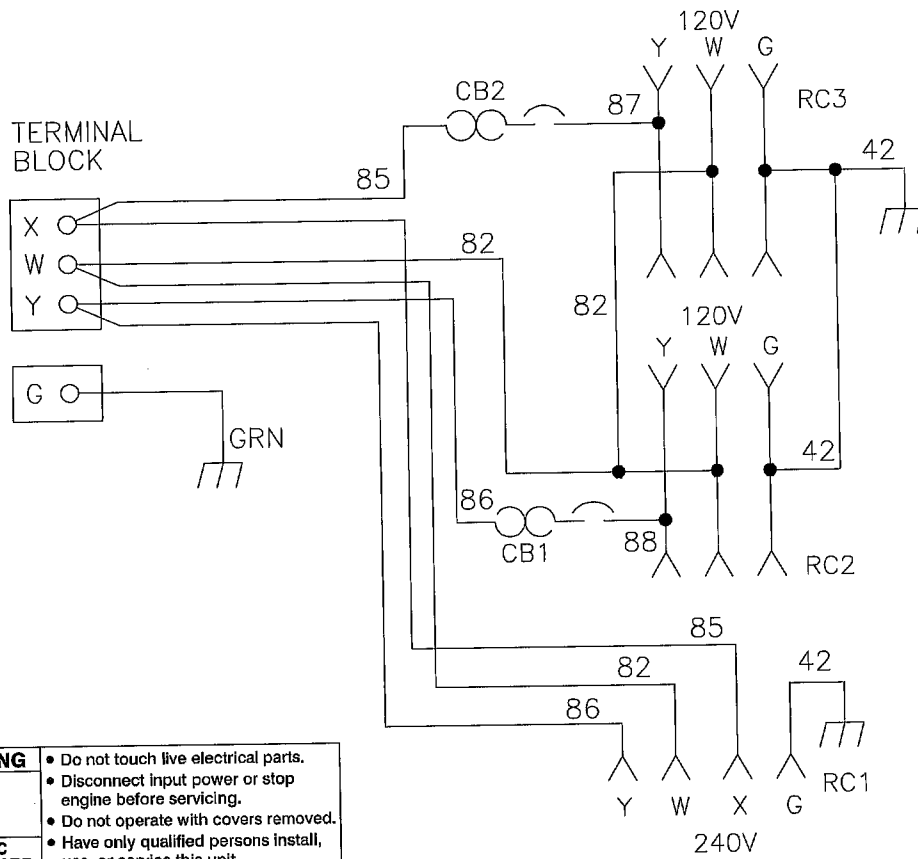 120V
Y W G
CB2
87
RC3
TERMINAL
BLOCK
42
85
X
W
Y
82
82
120V
Y W G
G
GRN
42
86
88
CB1
RC2
85
82
42
86
RC1
Y W X G
240V
NG
• Do not touch live electrical parts.
• Disconnect input power or stop
engine before servicing.
• Do not operate with covers removed.
• Have only qualified persons install,